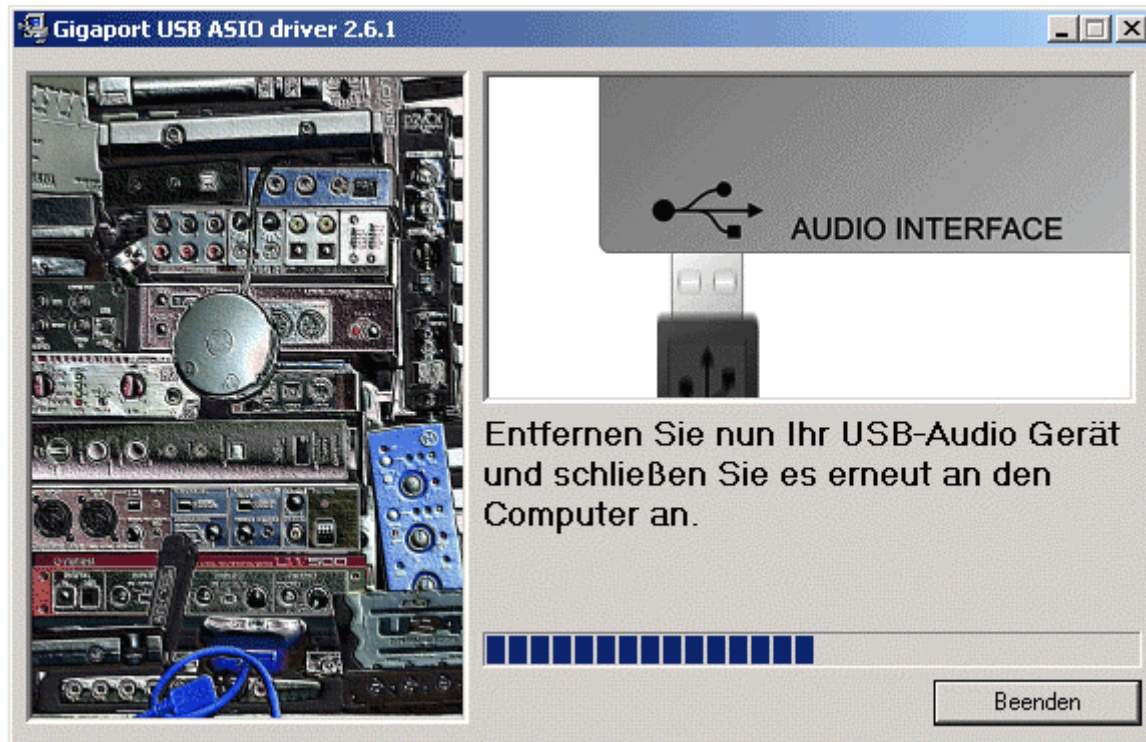 Gigaport USB ASIO driver 2.6.1
AUDIO INTERFACE
Entfernen Sie nun Ihr USB-Audio Gerät
und schließen Sie es erneut an den
Computer an.
Beenden